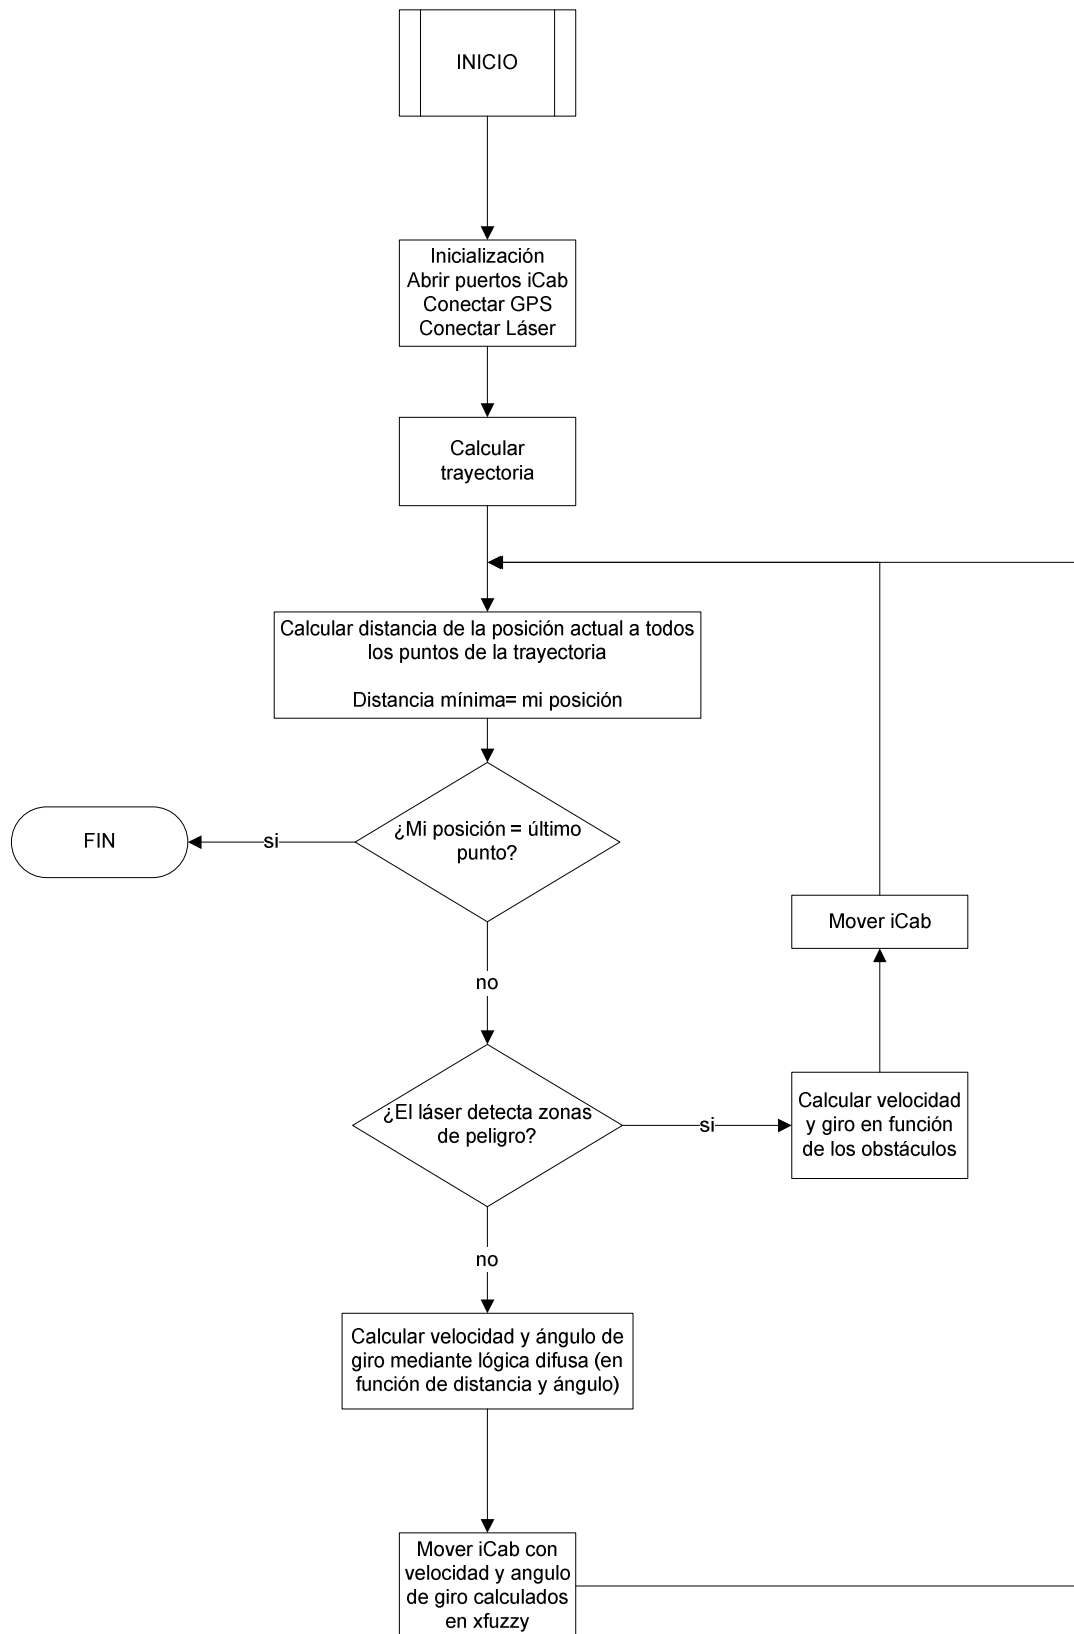 INICIO
Inicialización
Abrir puertos iCab
Conectar GPS
Conectar Láser
Calcular
trayectoria
Calcular distancia de la posición actual a todos
los puntos de la trayectoria
Distancia mínima= mi posición
¿Mi posición = último
punto?
si
FIN
no
Mover iCab
¿El láser detecta zonas
de peligro?
si
Calcular velocidad
y giro en función
de los obstáculos
no
Calcular velocidad y ángulo de
giro mediante lógica difusa (en
función de distancia y ángulo)
Mover iCab con
velocidad y angulo
de giro calculados
en xfuzzy